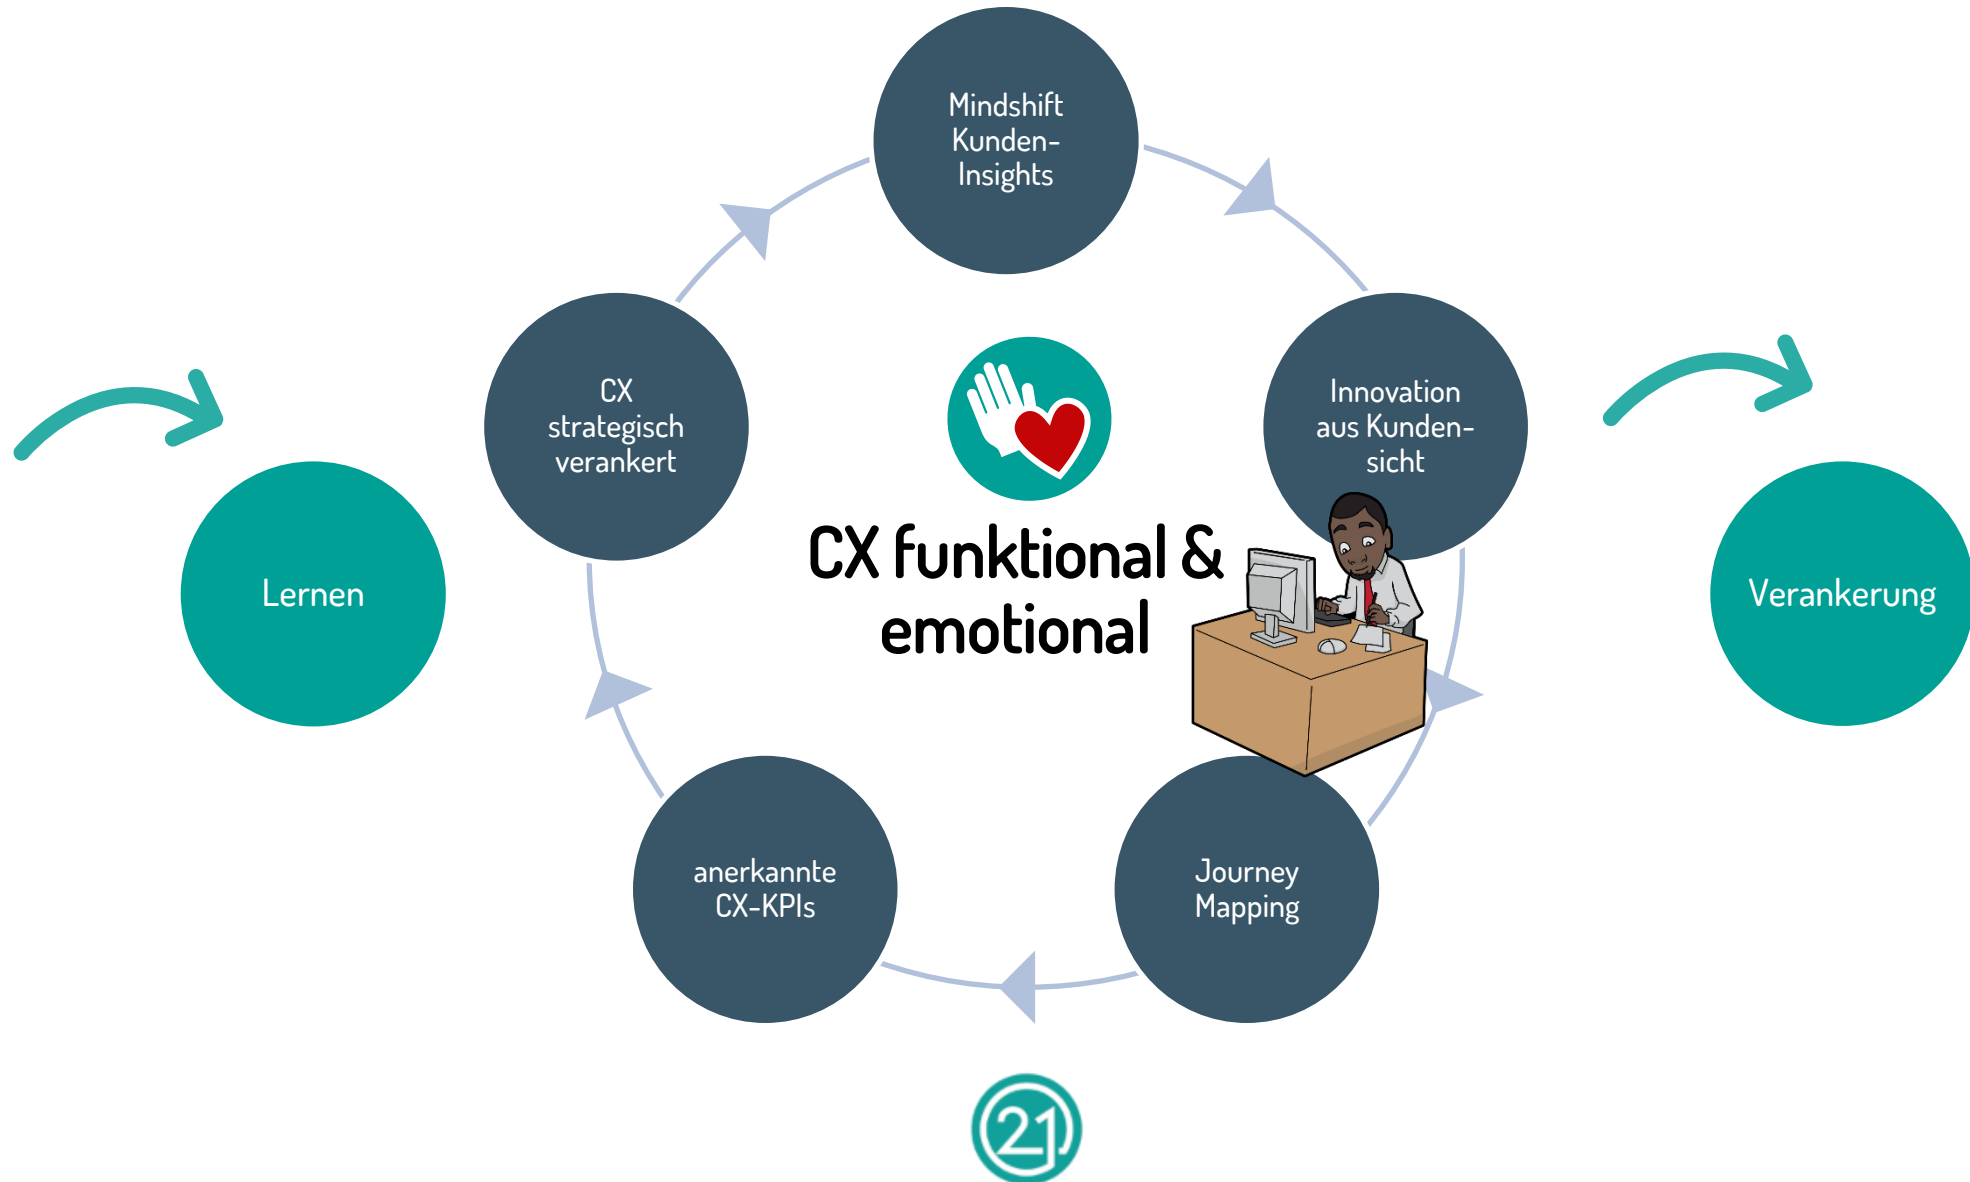 Mindshift
Kunden-
Insights
CX
strategisch
verankert
Innovation
aus Kunden-
sicht
CX funktional &
emotional
Lernen
Verankerung
anerkannte
CX-KPIs
Journey
Mapping
21